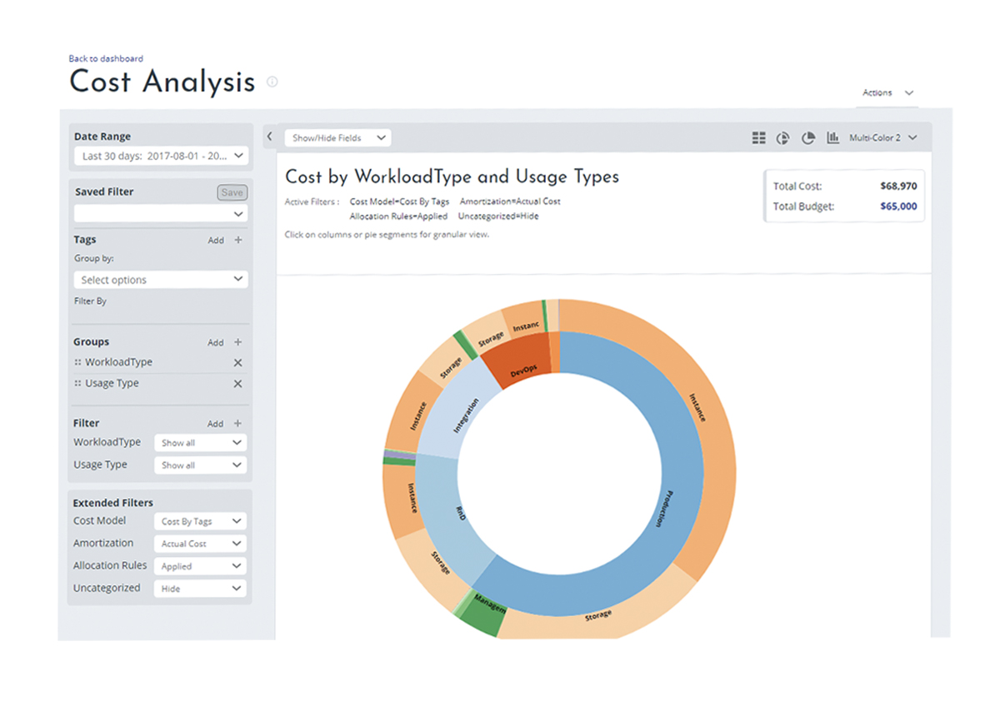 Back to dashboard
Cost Analysis
Actions
Date Range
Last 30 days: 2017-08-01 - 20...
Saved Filter
Save
Tags
Add +
Group by:
Select options
Filter By
Groups
Add +
WorkloadType
Usage Type
Filter
Add +
WorkloadType
Show all
Usage Type
Show all
Extended Filters
Cost Model
Cost By Tags
Amortization
Actual Cost
Allocation Rules
Applied
Uncategorized
Hide
Show/Hide Fields
Multi-Color 2
Cost by WorkloadType and Usage Types
Active Filters : Cost Model=Cost By Tags Amortization=Actual Cost
Allocation Rules=Applied Uncategorized=Hide
Click on columns or pie segments for granular view.
Total Cost: $68,970
Total Budget: $65,000
Instanc
Storage
DevOps
Storage
Integration
Instance
Instance
RnD
Storage
Managem
Storage
Production
Instance